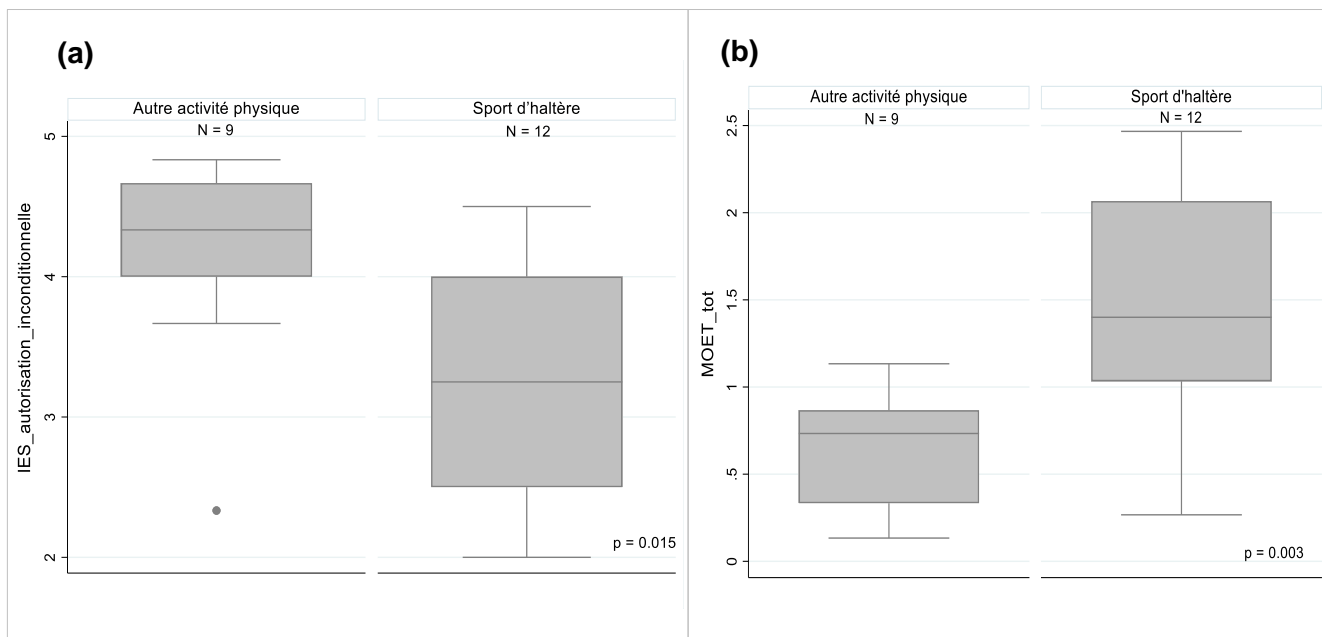 (a)
Autre activité physique
Sport d’haltère
N = 9
N = 12
5
4
3
2
IES_autorisation_inconditionnelle
p = 0.015
(b)
Autre activité physique
Sport d'haltère
N = 9
N = 12
2.5
2
1.5
1
.5
0
MOET_tot
p = 0.003